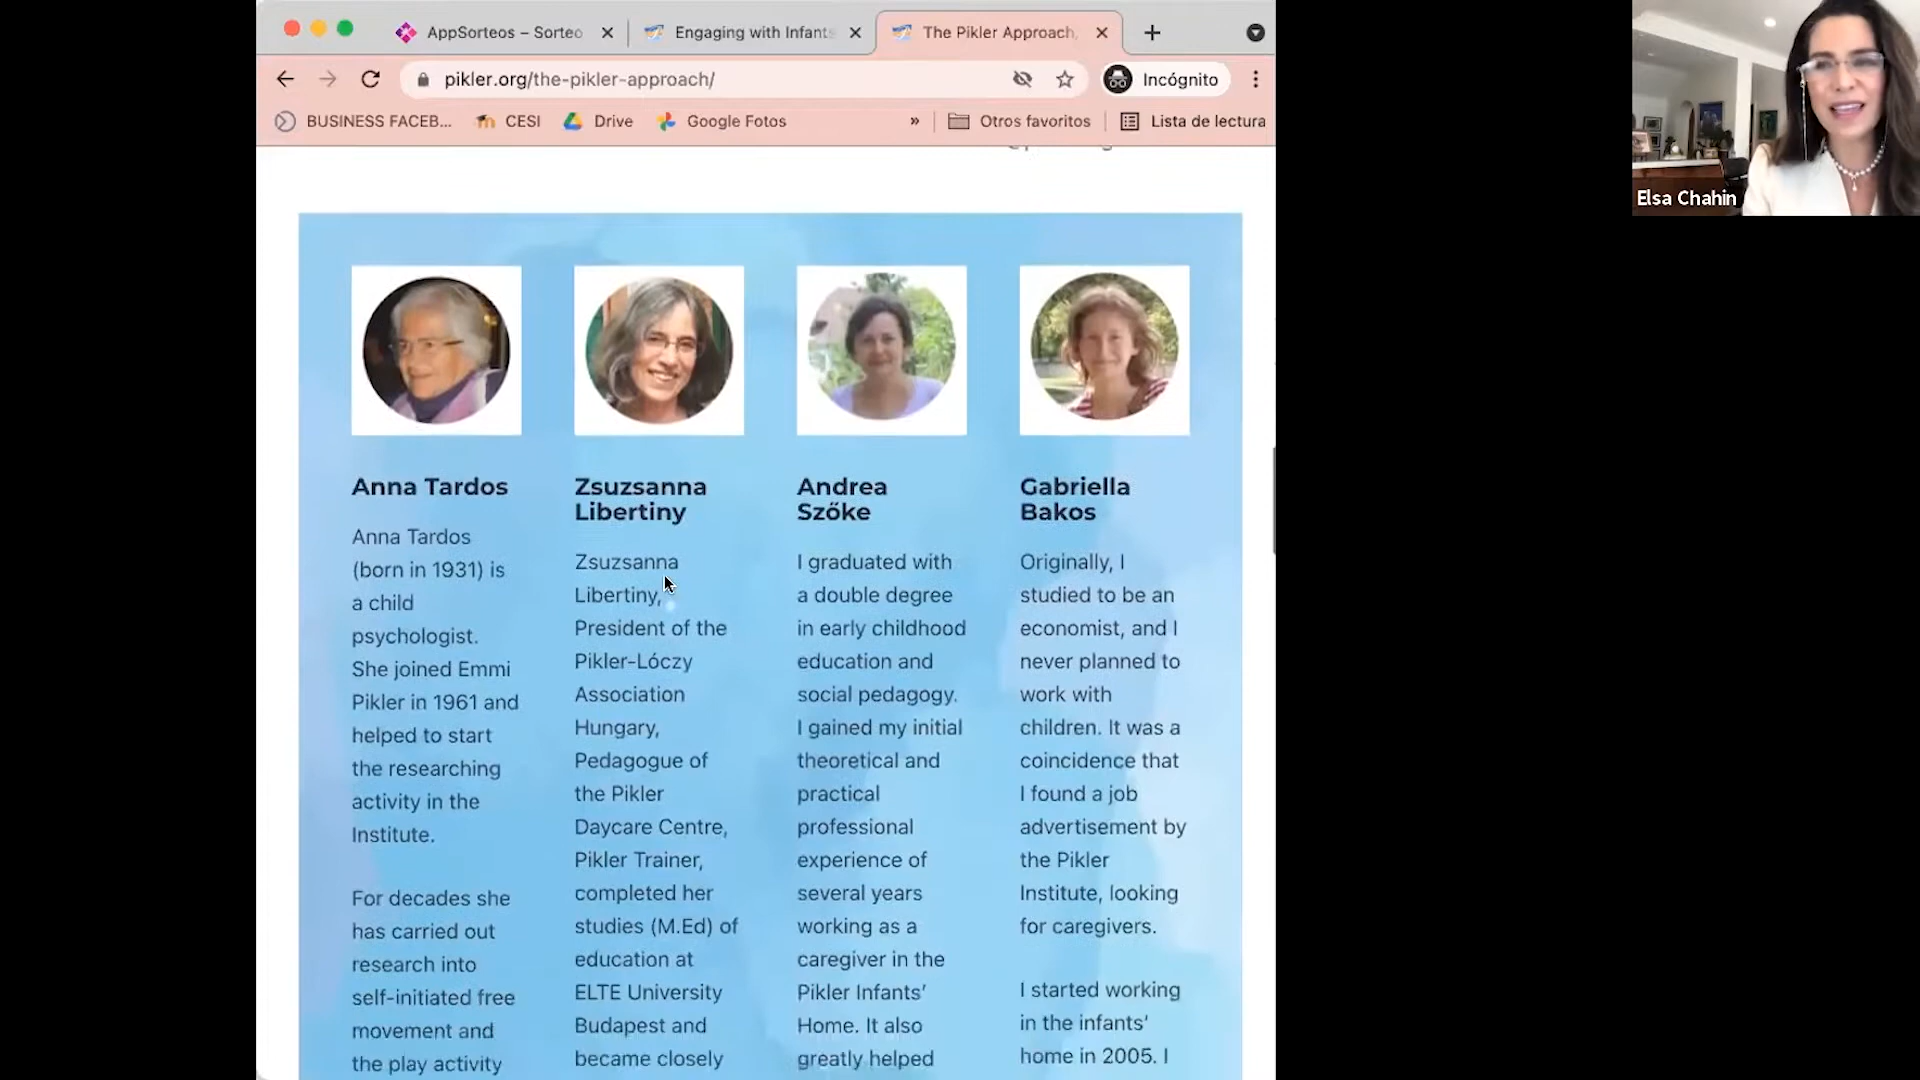 AppSorteos – Sorteo
Engaging with Infants
The Pikler Approach,
pikler.org/the-pikler-approach/
Incógnito
BUSINESS FACEB...
CESI
Drive
Google Fotos
»
Otros favoritos
Lista de lectura
Elsa Chahin
Anna Tardos
Anna Tardos
(born in 1931) is
a child
psychologist.
She joined Emmi
Pikler in 1961 and
helped to start
the researching
activity in the
Institute.
For decades she
has carried out
research into
self-initiated free
movement and
the play activity
Zsuzsanna
Libertiny
Zsuzsanna
Libertiny,
President of the
Pikler-Lóczy
Association
Hungary,
Pedagogue of
the Pikler
Daycare Centre,
Pikler Trainer,
completed her
studies (M.Ed) of
education at
ELTE University
Budapest and
became closely
Andrea
Szőke
I graduated with
a double degree
in early childhood
education and
social pedagogy.
I gained my initial
theoretical and
practical
professional
experience of
several years
working as a
caregiver in the
Pikler Infants'
Home. It also
greatly helped
Gabriella
Bakos
Originally, I
studied to be an
economist, and I
never planned to
work with
children. It was a
coincidence that
I found a job
advertisement by
the Pikler
Institute, looking
for caregivers.
I started working
in the infants'
home in 2005. I